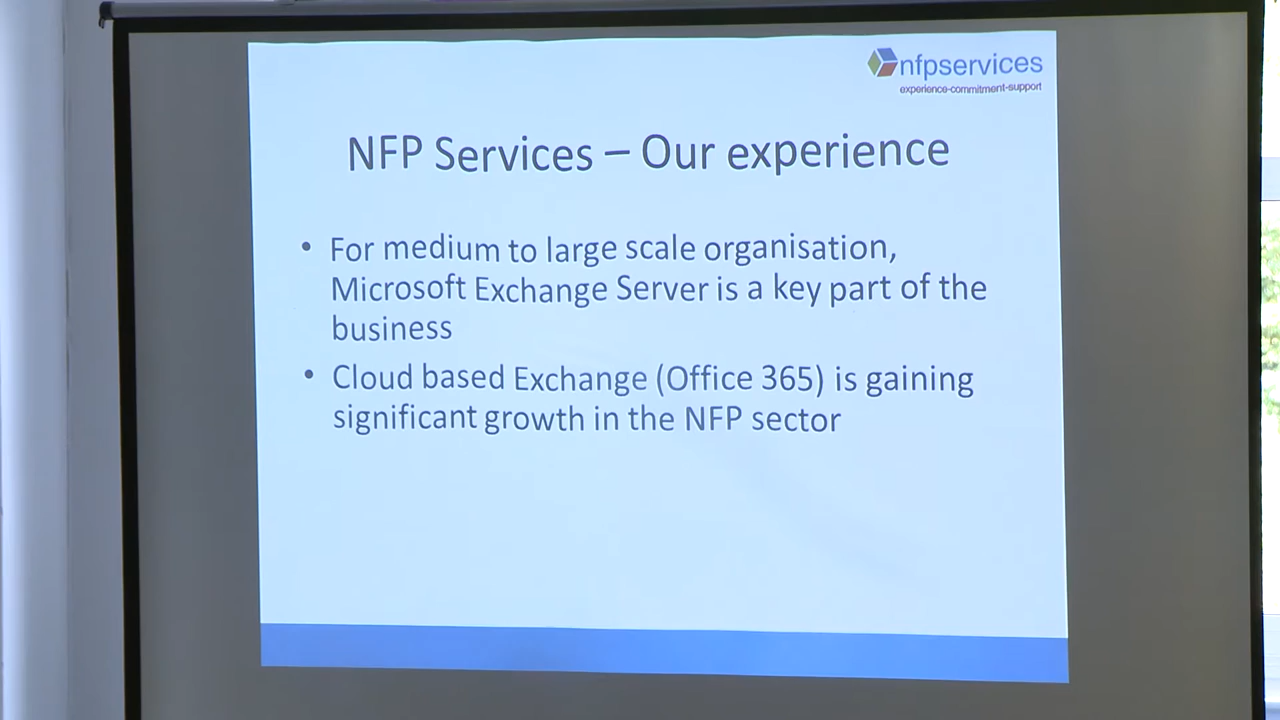 nfpservices
experience-commitment-support
NFP Services – Our experience
• For medium to large scale organisation,
Microsoft Exchange Server is a key part of the
business
• Cloud based Exchange (Office 365) is gaining
significant growth in the NFP sector